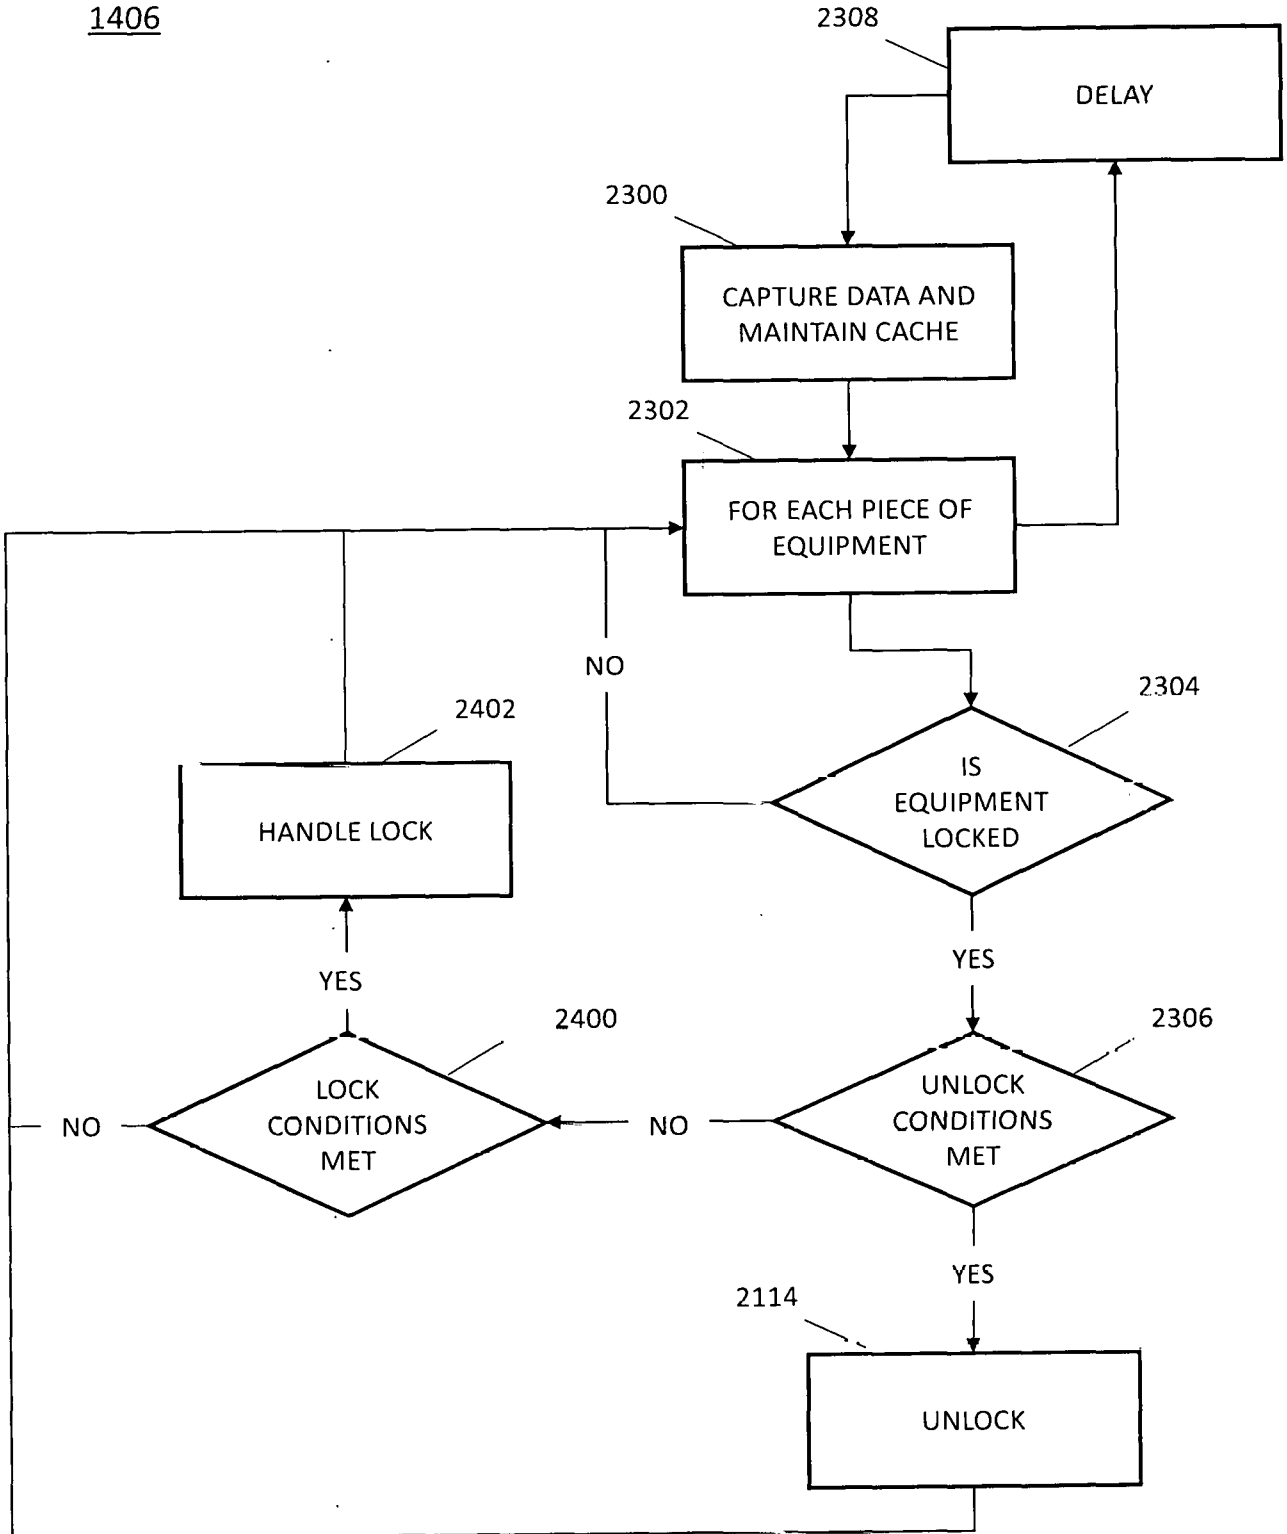 1406
2308
DELAY
2300
CAPTURE DATA AND
MAINTAIN CACHE
2302
FOR EACH PIECE OF
EQUIPMENT
NO
2304
IS
EQUIPMENT
LOCKED
2402
HANDLE LOCK
YES
YES
2400
LOCK
CONDITIONS
MET
NO
NO
2306
UNLOCK
CONDITIONS
MET
YES
2114
UNLOCK